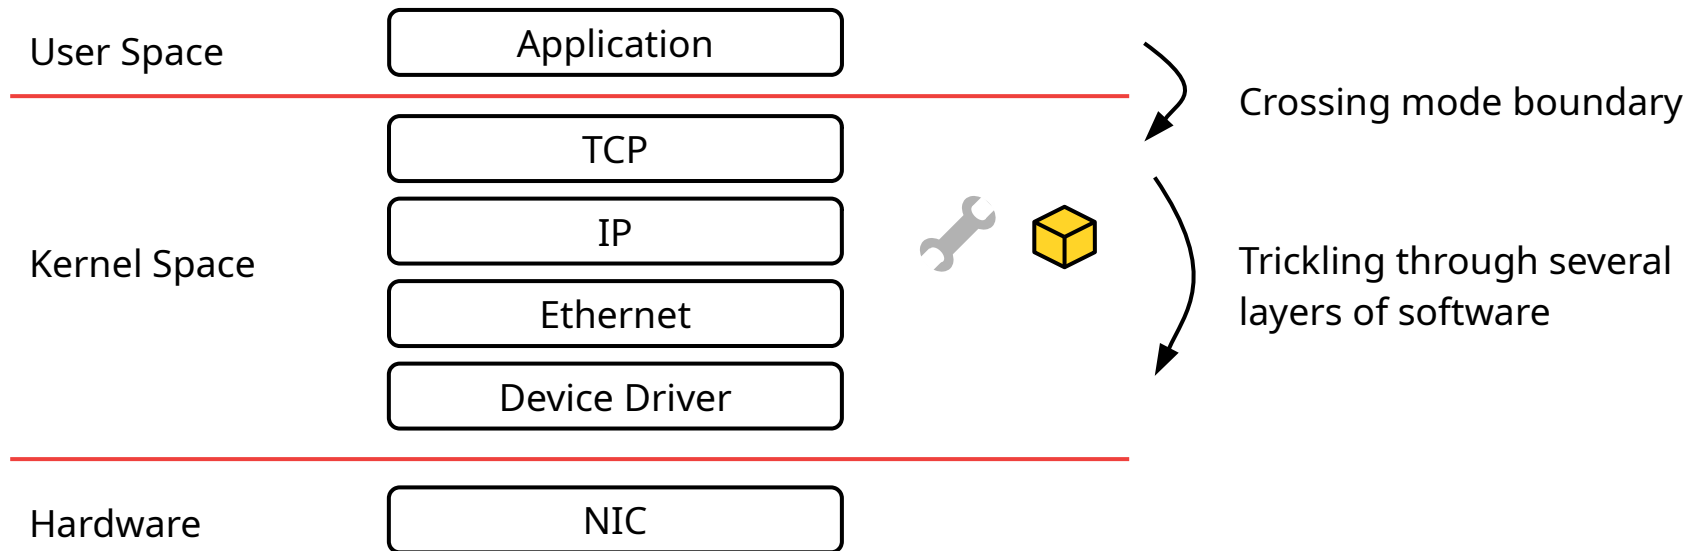 User Space
Application
Crossing mode boundary
TCP
IP
Kernel Space
Trickling through several
layers of software
Ethernet
Device Driver
Hardware
NIC